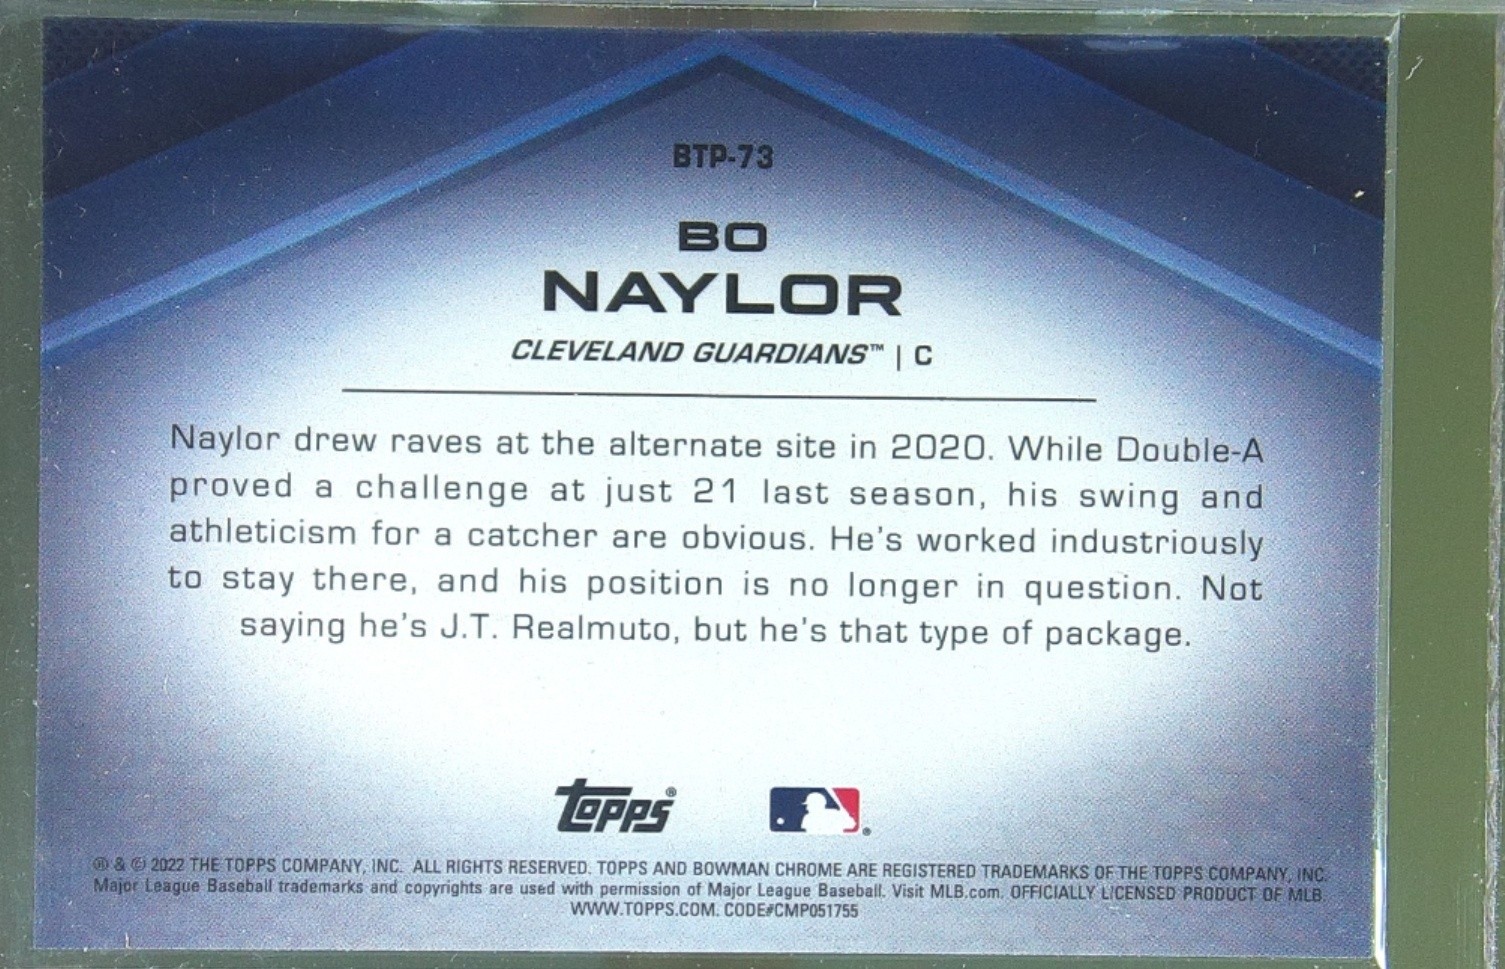 BTP-73
BO
NAYLOR
CLEVELAND GUARDIANS™ | C
Naylor drew raves at the alternate site in 2020. While Double-A
proved a challenge at just 21 last season, his swing and
athleticism for a catcher are obvious. He's worked industriously
to stay there, and his position is no longer in question. Not
saying he's J.T. Realmuto, but he's that type of package.
topps®
®
® & © 2022 THE TOPPS COMPANY, INC. ALL RIGHTS RESERVED. TOPPS AND BOWMAN CHROME ARE REGISTERED TRADEMARKS OF THE TOPPS COMPANY, INC.
Major League Baseball trademarks and copyrights are used with permission of Major League Baseball. Visit MLB.com. OFFICIALLY LICENSED PRODUCT OF MLB.
WWW.TOPPS.COM. CODE#CMP051755